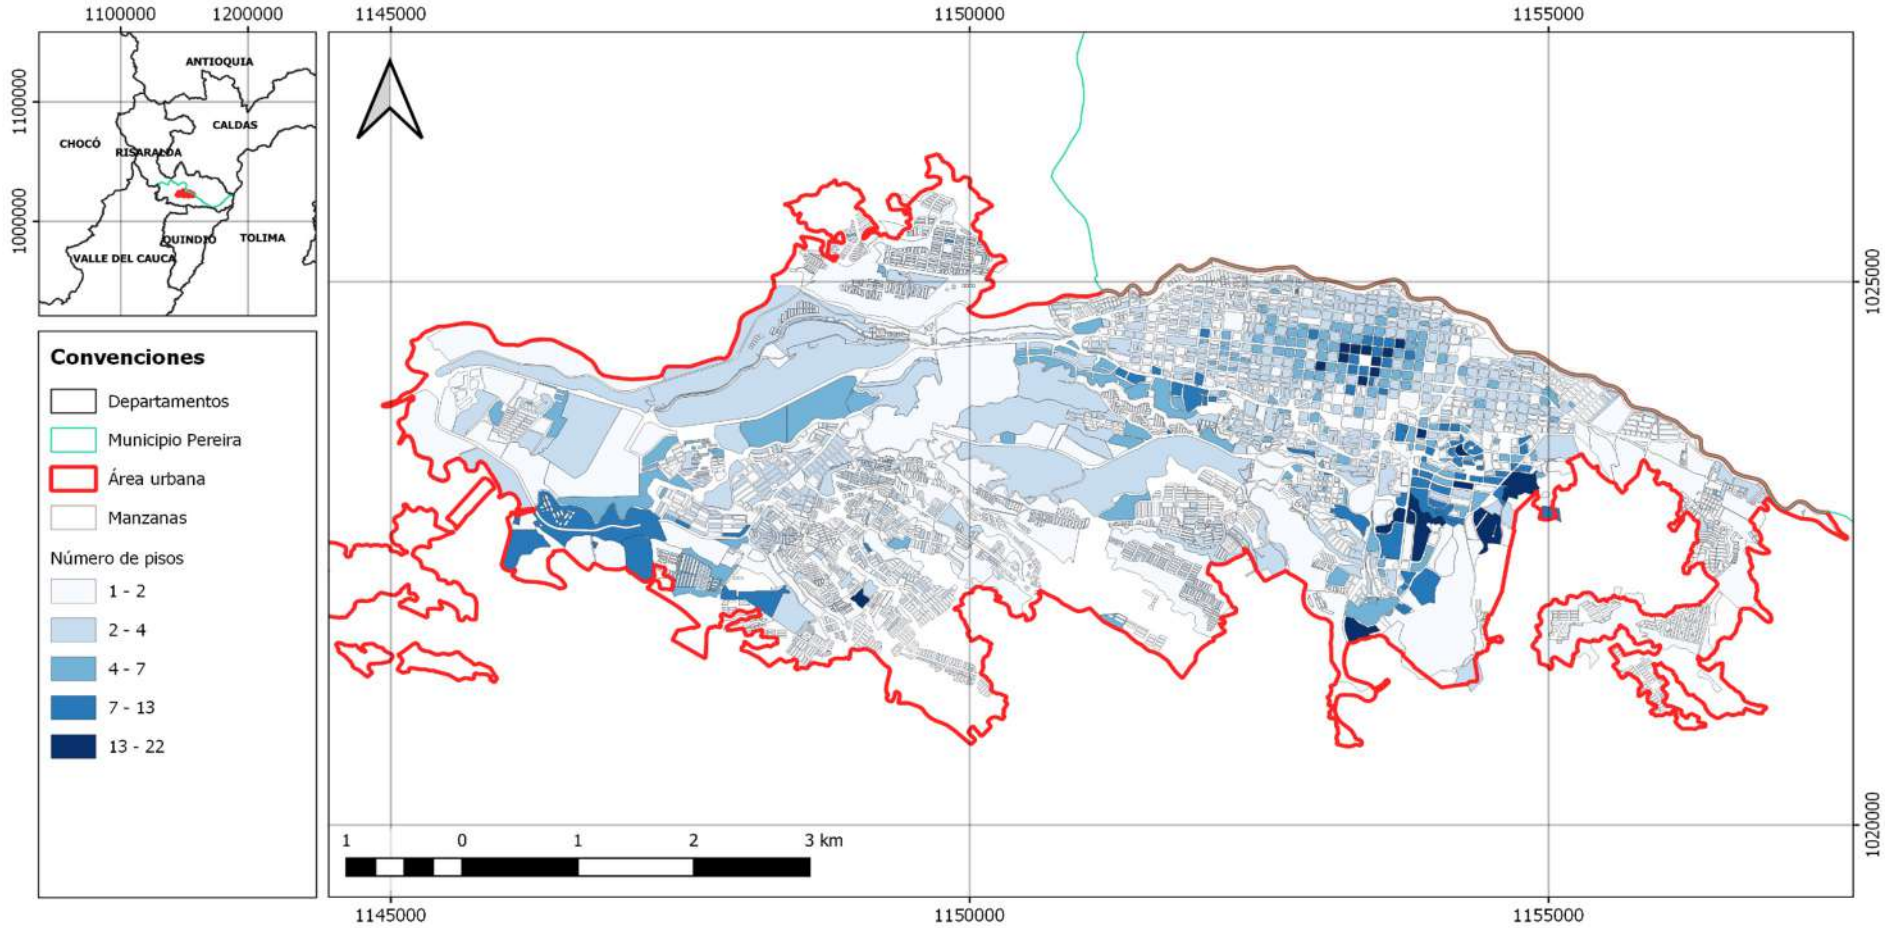 1100000 1200000
1145000 1150000 1155000
1100000
1000000
ANTIOQUIA
CALDAS
CHOCÓ
RISARALDA
QUINDIO
TOLIMA
VALLE DEL CAUCA
Convenciones
Departamentos
Municipio Pereira
Área urbana
Manzanas
Número de pisos
1 - 2
2 - 4
4 - 7
7 - 13
13 - 22
1025000
1020000
1 0 1 2 3 km
1145000 1150000 1155000